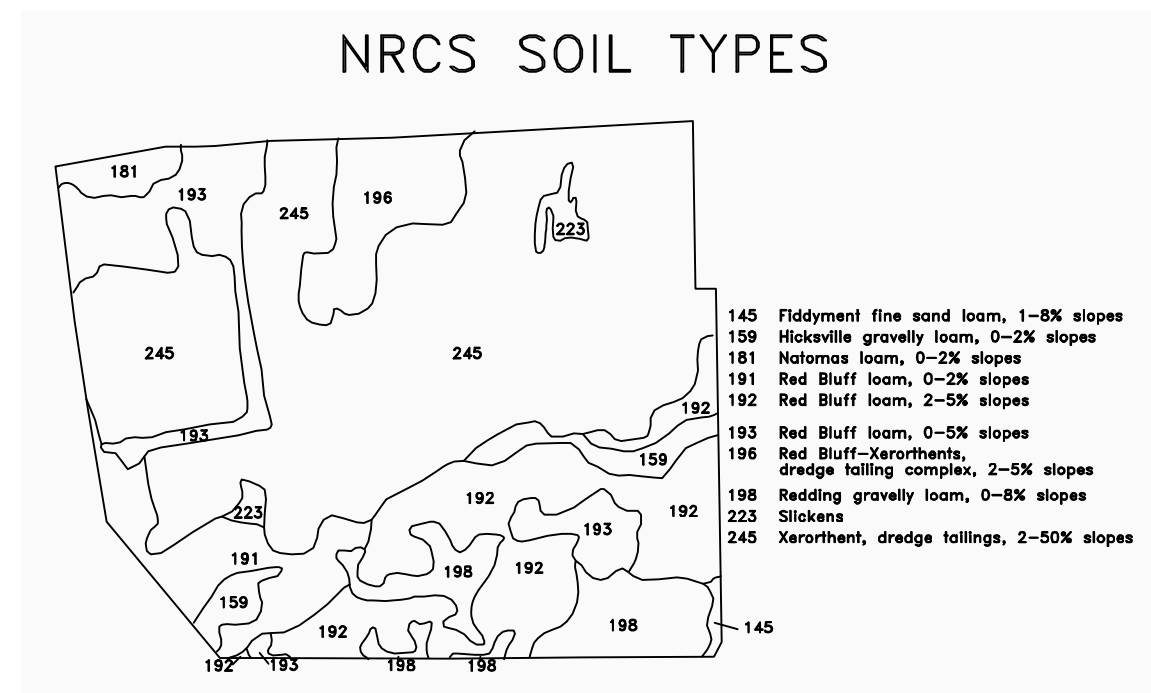 NRCS SOIL TYPES
181
193
245
196
223
245
245
192
193
159
192
192
223
193
191
198
192
159
192
198
145
192
193
198
198
145 Fiddyment fine sand loam, 1-8% slopes
159 Hicksville gravelly loam, 0-2% slopes
181 Natomas loam, 0-2% slopes
191 Red Bluff loam, 0-2% slopes
192 Red Bluff loam, 2-5% slopes
193 Red Bluff loam, 0-5% slopes
196 Red Bluff-Xerorthents,
dredge tailing complex, 2-5% slopes
198 Redding gravelly loam, 0-8% slopes
223 Slickens
245 Xerorthent, dredge tailings, 2-50% slopes